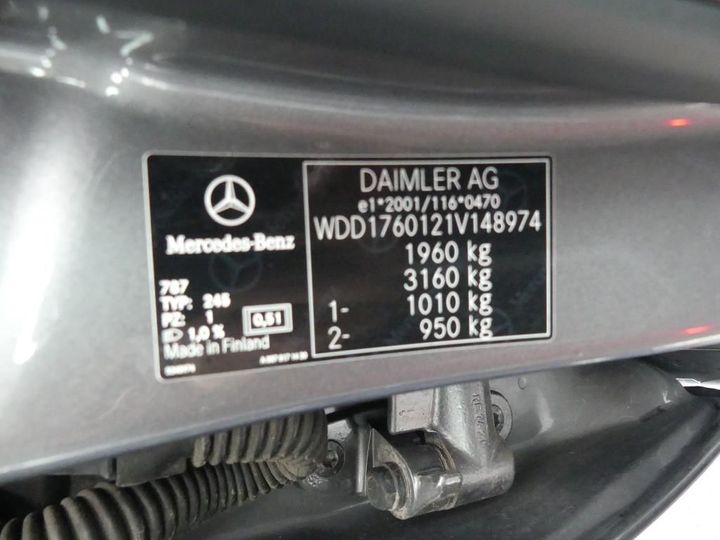 Mercedes-Benz
787
TYP: 245
PZ: 1
1,0 %
0,51
Made in Finland
DAIMLER AG
e1*2001/116*0470
WDD1760121V148974
1960 kg
3160 kg
1- 1010 kg
2- 950 kg